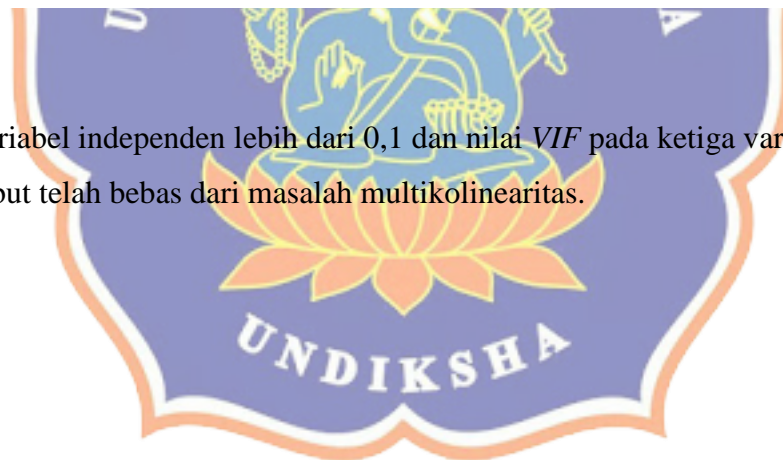 riabel independen lebih dari 0,1 dan nilai VIF pada ketiga var
but telah bebas dari masalah multikolinearitas.
UNDIKSHA